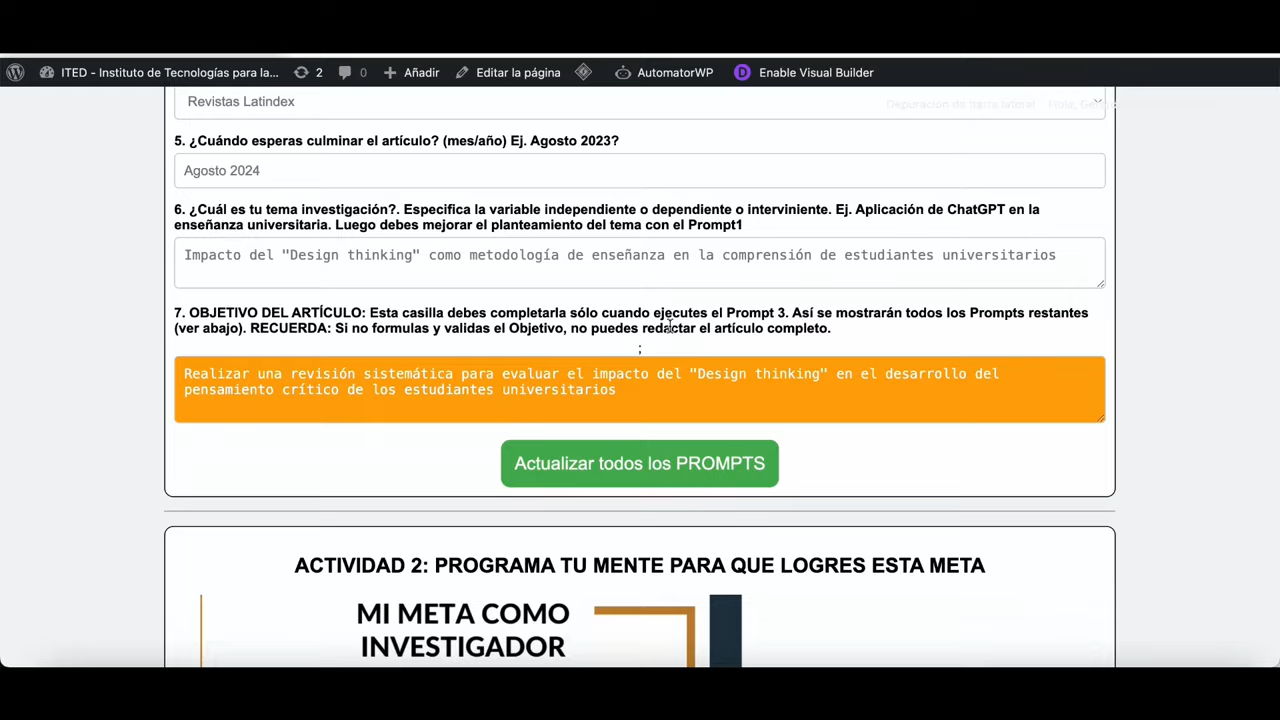 ITED - Instituto de Tecnologías para la... 2 0 Añadir Editar la página AutomatorWP D Enable Visual Builder
Depuración de barra lateral Hola,
Revistas Latindex
5. ¿Cuándo esperas culminar el artículo? (mes/año) Ej. Agosto 2023?
Agosto 2024
6. ¿Cuál es tu tema investigación?. Especifica la variable independiente o dependiente o interviniente. Ej. Aplicación de ChatGPT en la
enseñanza universitaria. Luego debes mejorar el planteamiento del tema con el Prompt1
Impacto del "Design thinking" como metodología de enseñanza en la comprensión de estudiantes universitarios
7. OBJETIVO DEL ARTÍCULO: Esta casilla debes completarla sólo cuando ejecutes el Prompt 3. Así se mostrarán todos los Prompts restantes
(ver abajo). RECUERDA: Si no formulas y validas el Objetivo, no puedes redactar el artículo completo.
;
Realizar una revisión sistemática para evaluar el impacto del "Design thinking" en el desarrollo del
pensamiento crítico de los estudiantes universitarios
Actualizar todos los PROMPTS
ACTIVIDAD 2: PROGRAMA TU MENTE PARA QUE LOGRES ESTA META
MI META COMO
INVESTIGADOR